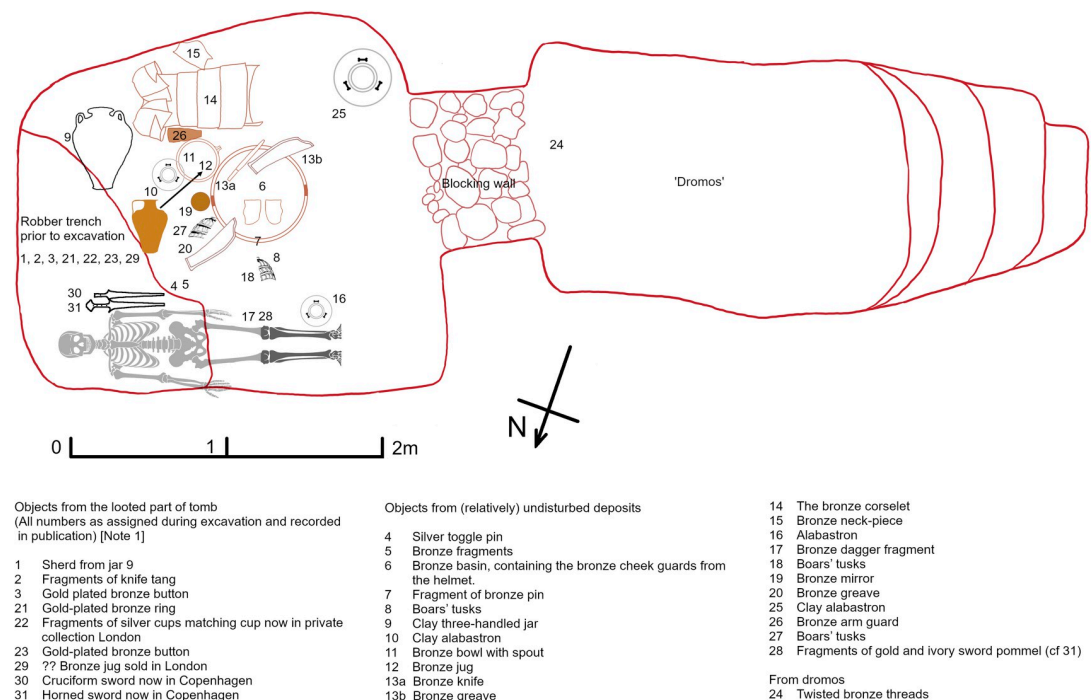 15
14
25
9
26
11
12
13b
24
10
13a
6
Blocking wall
'Dromos'
19
Robber trench
prior to excavation
27
20
7
1, 2, 3, 21, 22, 23, 29
8
18
4 5
30
31
16
17 28
N
0 1 2m
Objects from the looted part of tomb
(All numbers as assigned during excavation and recorded
in publication) [Note 1]
1 Sherd from jar 9
2 Fragments of knife tang
3 Gold plated bronze button
21 Gold-plated bronze ring
22 Fragments of silver cups matching cup now in private
collection London
23 Gold-plated bronze button
29 ?? Bronze jug sold in London
30 Cruciform sword now in Copenhagen
31 Horned sword now in Copenhagen
Objects from (relatively) undisturbed deposits
4 Silver toggle pin
5 Bronze fragments
6 Bronze basin, containing the bronze cheek guards from
the helmet.
7 Fragment of bronze pin
8 Boars' tusks
9 Clay three-handled jar
10 Clay alabastron
11 Bronze bowl with spout
12 Bronze jug
13a Bronze knife
13b Bronze greave
14 The bronze corselet
15 Bronze neck-piece
16 Alabastron
17 Bronze dagger fragment
18 Boars' tusks
19 Bronze mirror
20 Bronze greave
25 Clay alabastron
26 Bronze arm guard
27 Boars' tusks
28 Fragments of gold and ivory sword pommel (cf 31)
From dromos
24 Twisted bronze threads